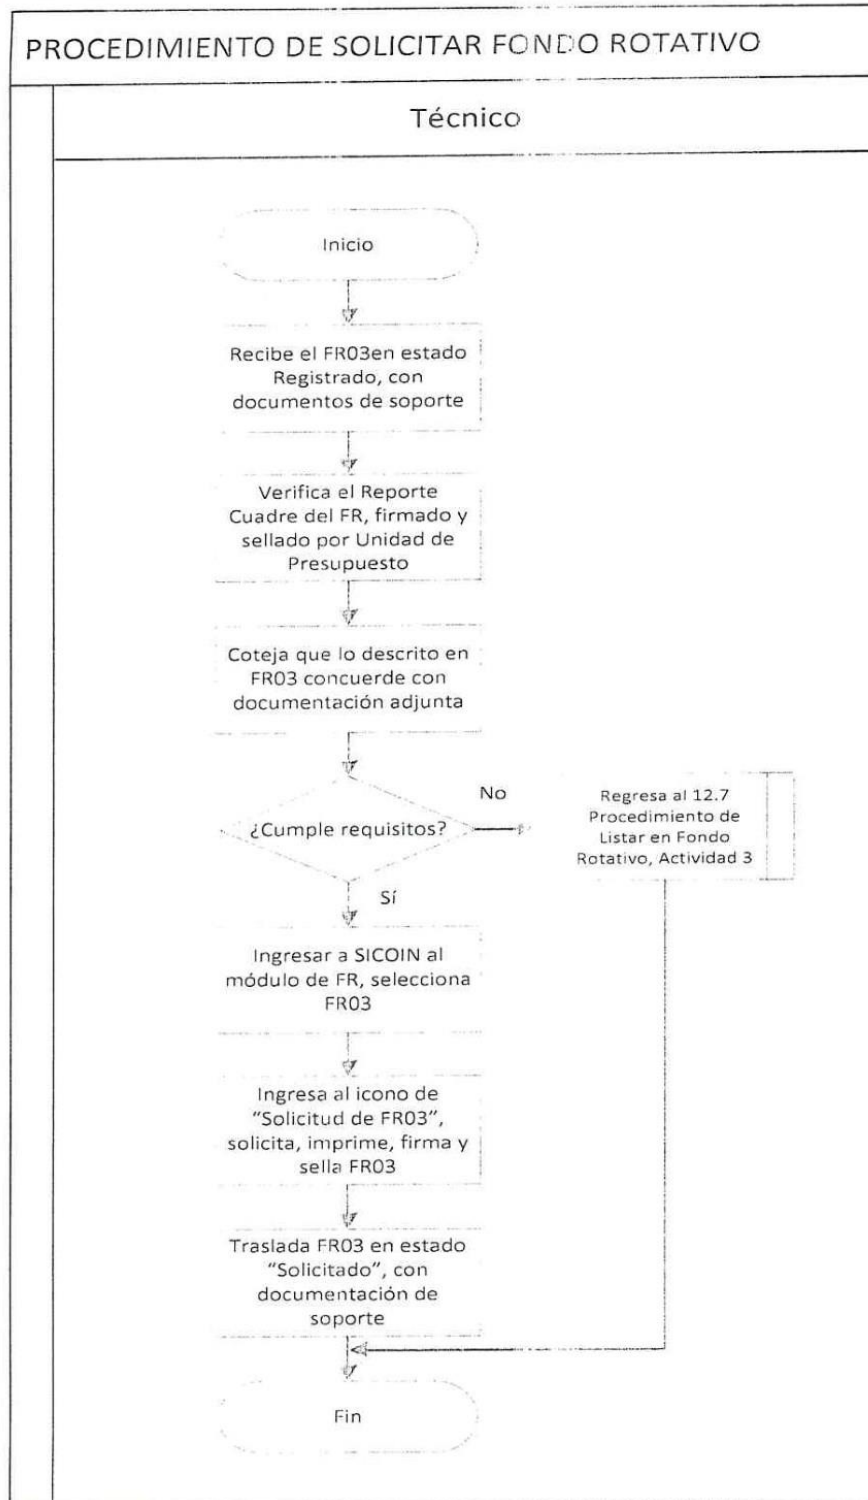 PROCEDIMIENTO DE SOLICITAR FONDO ROTATIVO
Técnico
Inicio
Recibe el FR03en estado
Registrado, con
documentos de soporte
Verifica el Reporte
Cuadre del FR, firmado y
sellado por Unidad de
Presupuesto
Coteja que lo descrito en
FR03 concuerde con
documentación adjunta
¿Cumple requisitos?
No
Regresa al 12.7
Procedimiento de
Listar en Fondo
Rotativo, Actividad 3
Sí
Ingresar a SICOIN al
módulo de FR, selecciona
FR03
Ingresa al icono de
“Solicitud de FR03”,
solicita, imprime, firma y
sella FR03
Traslada FR03 en estado
“Solicitado”, con
documentación de
soporte
Fin